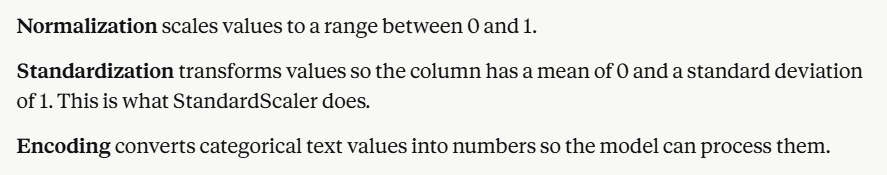 Normalization scales values to a range between 0 and 1.
Standardization transforms values so the column has a mean of 0 and a standard deviation
of 1. This is what StandardScaler does.
Encoding converts categorical text values into numbers so the model can process them.